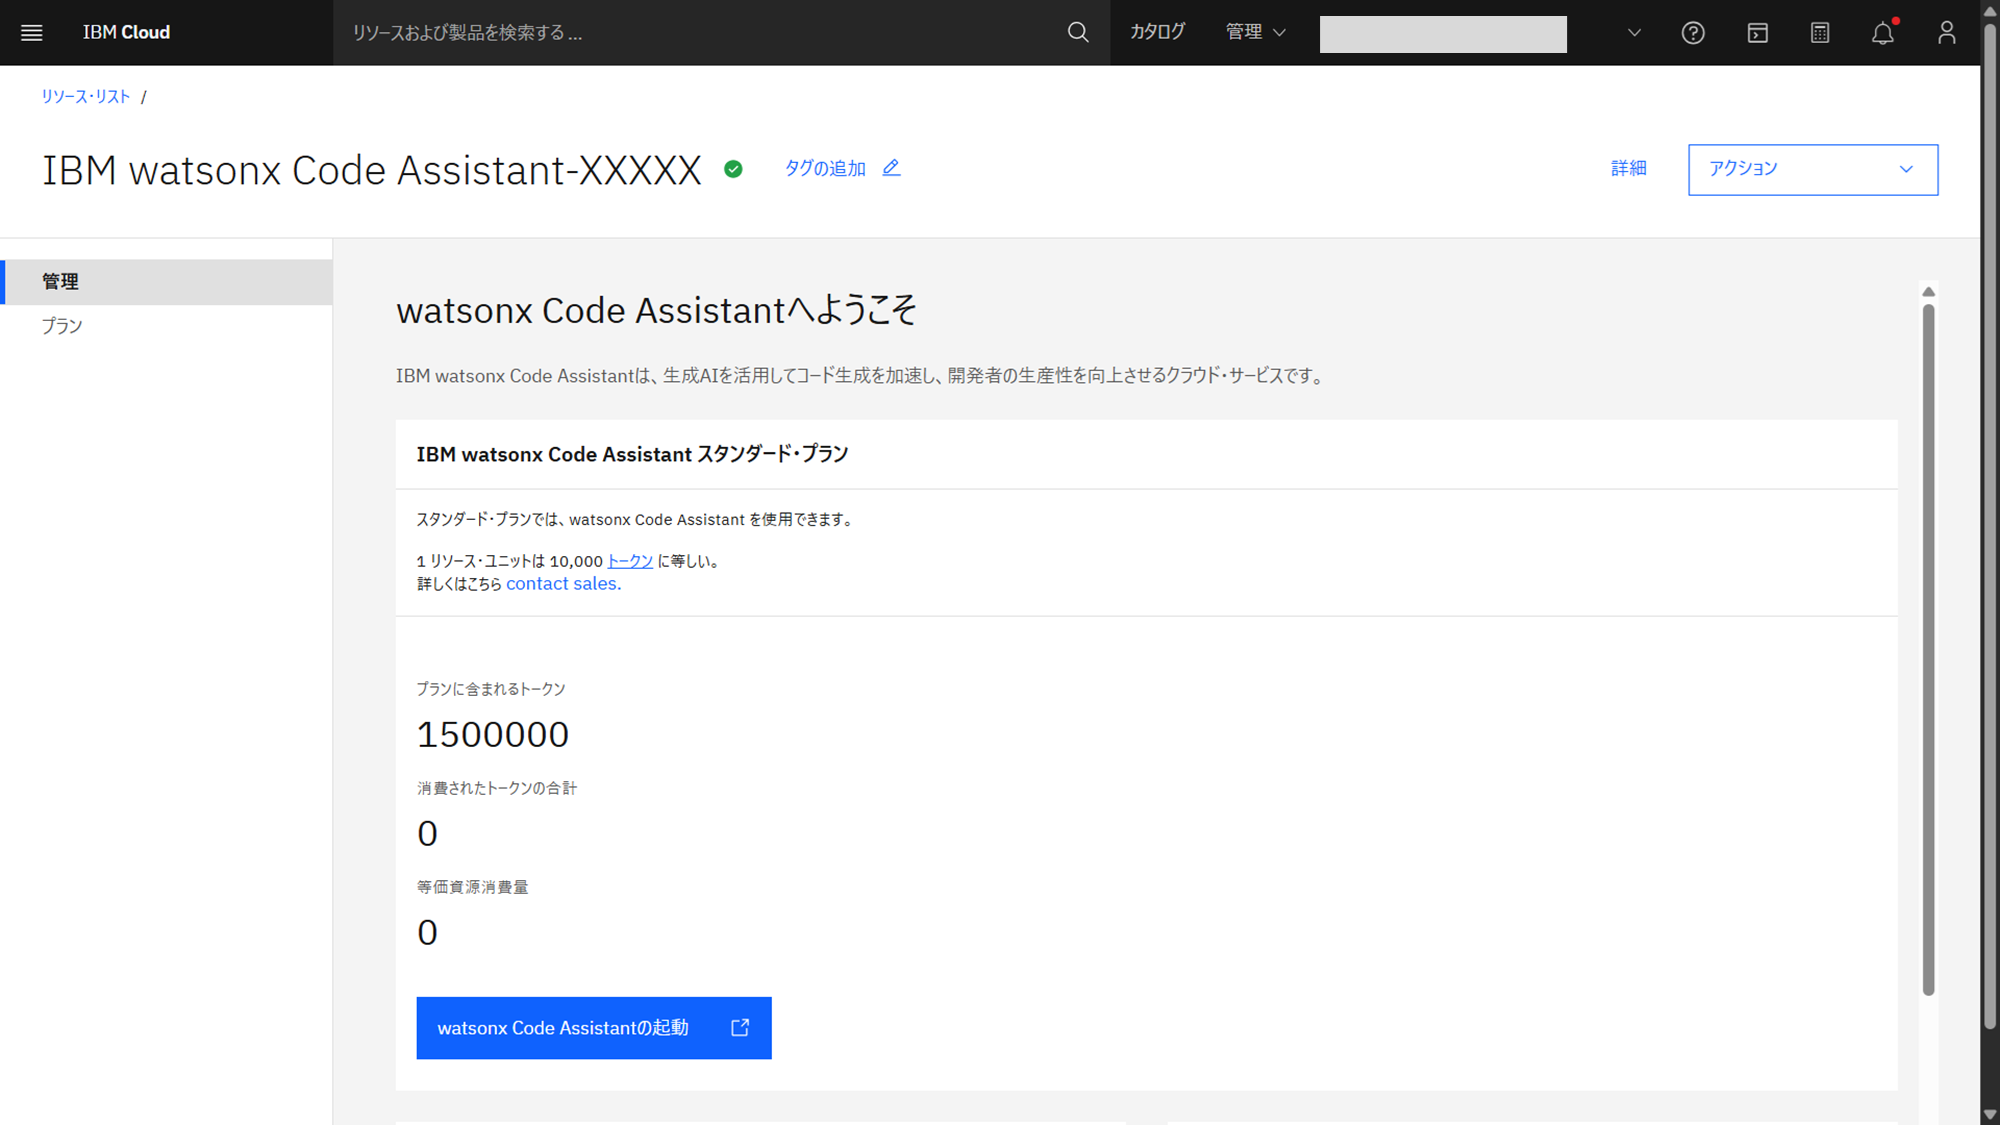 IBM Cloud
リソースおよび製品を検索する ...
カタログ
管理
リソース・リスト /
IBM watsonx Code Assistant-XXXXX
タグの追加
詳細
アクション
管理
プラン
watsonx Code Assistantへようこそ
IBM watsonx Code Assistantは、生成AIを活用してコード生成を加速し、開発者の生産性を向上させるクラウド・サービスです。
IBM watsonx Code Assistant スタンダード・プラン
スタンダード・プランでは、watsonx Code Assistant を使用できます。
1 リソース・ユニットは 10,000 トークン に等しい。
詳しくはこちら contact sales.
プランに含まれるトークン
1500000
消費されたトークンの合計
0
等価資源消費量
0
watsonx Code Assistantの起動